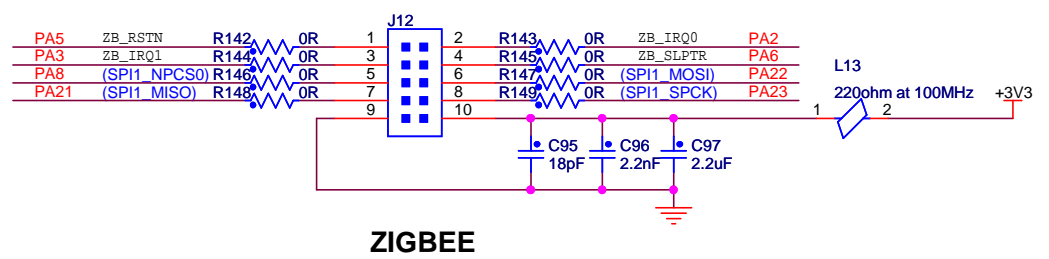 J12
PA5 ZB_RSTN R142 0R 1 2 R143 0R ZB_IRQ0 PA2
PA3 ZB_IRQ1 R144 0R 3 4 R145 0R ZB_SLPTR PA6
PA8 (SPI1_NPCS0) R146 0R 5 6 R147 0R (SPI1_MOSI) PA22
PA21 (SPI1_MISO) R148 0R 7 8 R149 0R (SPI1_SPCK) PA23
9 10
L13
220ohm at 100MHz
+3V3
1 2
C95
18pF
C96
2.2nF
C97
2.2uF
ZIGBEE